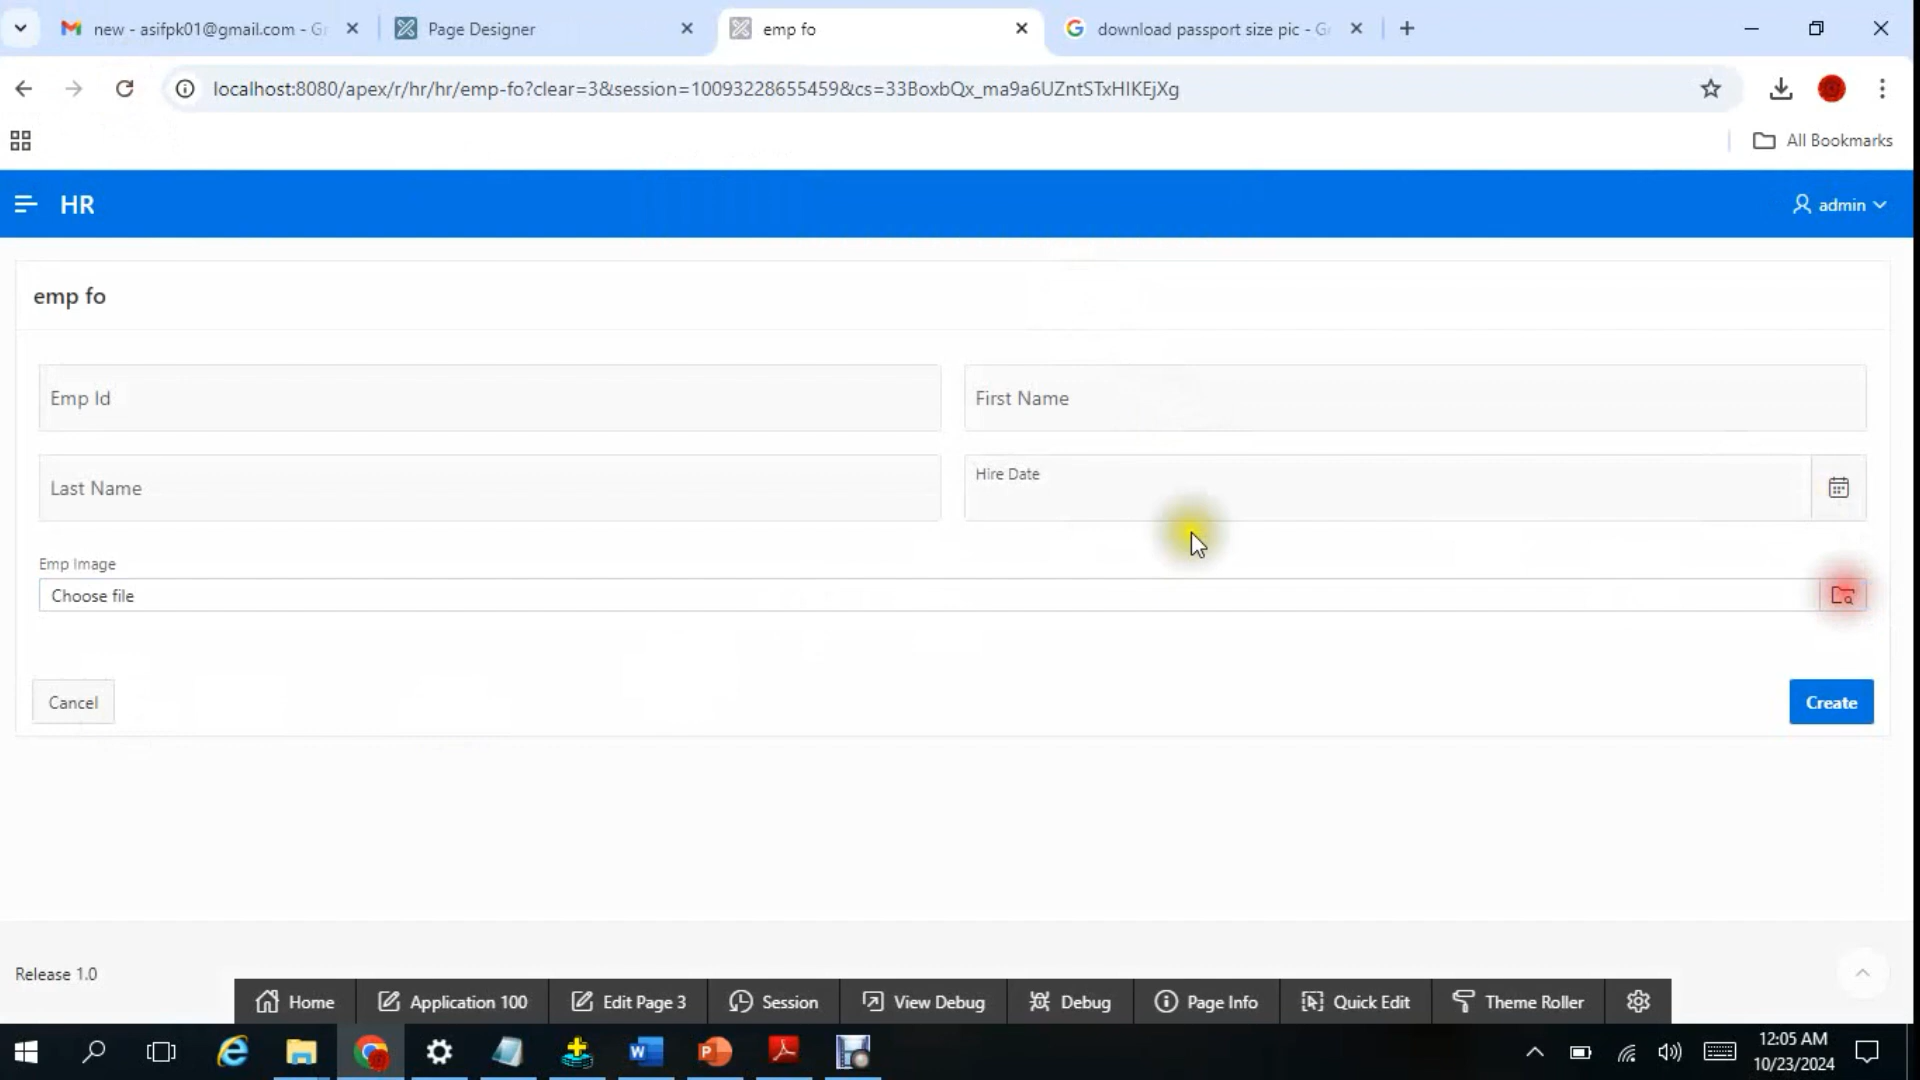 new - asifpk01@gmail.com - G
Page Designer
emp fo
download passport size pic - G
localhost:8080/apex/r/hr/hr/emp-fo?clear=3&session=10093228655459&cs=33BoxbQx_ma9a6UZntSTxHIKEjXg
All Bookmarks
HR
admin
emp fo
Emp Id
First Name
Last Name
Hire Date
Emp Image
Choose file
Cancel
Create
Release 1.0
Home
Application 100
Edit Page 3
Session
View Debug
Debug
Page Info
Quick Edit
Theme Roller
12:05 AM
10/23/2024